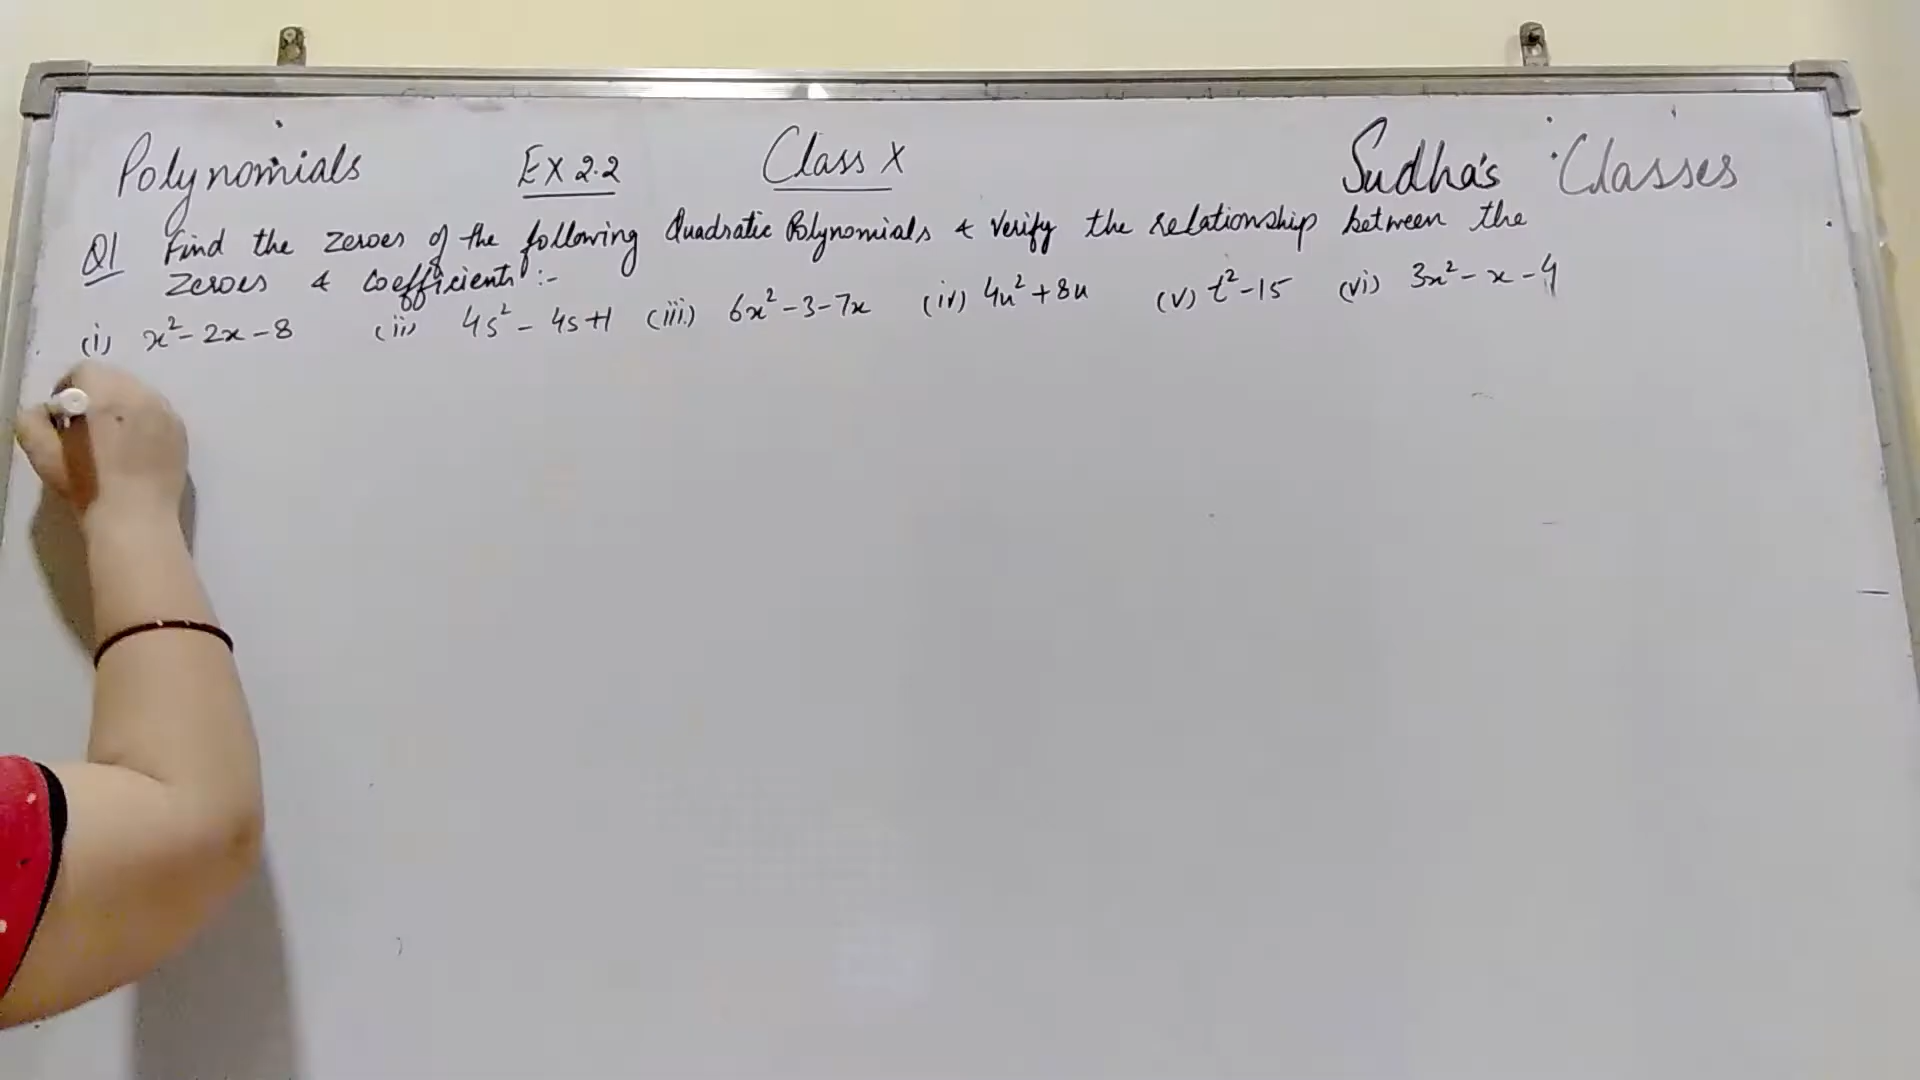 Polynomials Ex 2.2 Class X Sudha's Classes
Q1 Find the zeroes of the following Quadratic Polynomials & Verify the relationship between the
zeroes & Coefficients :-
(i) x² - 2x - 8 (ii) 4s² - 4s + 1 (iii) 6x² - 3 - 7x (iv) 4u² + 8u (v) t² - 15 (vi) 3x² - x - 4